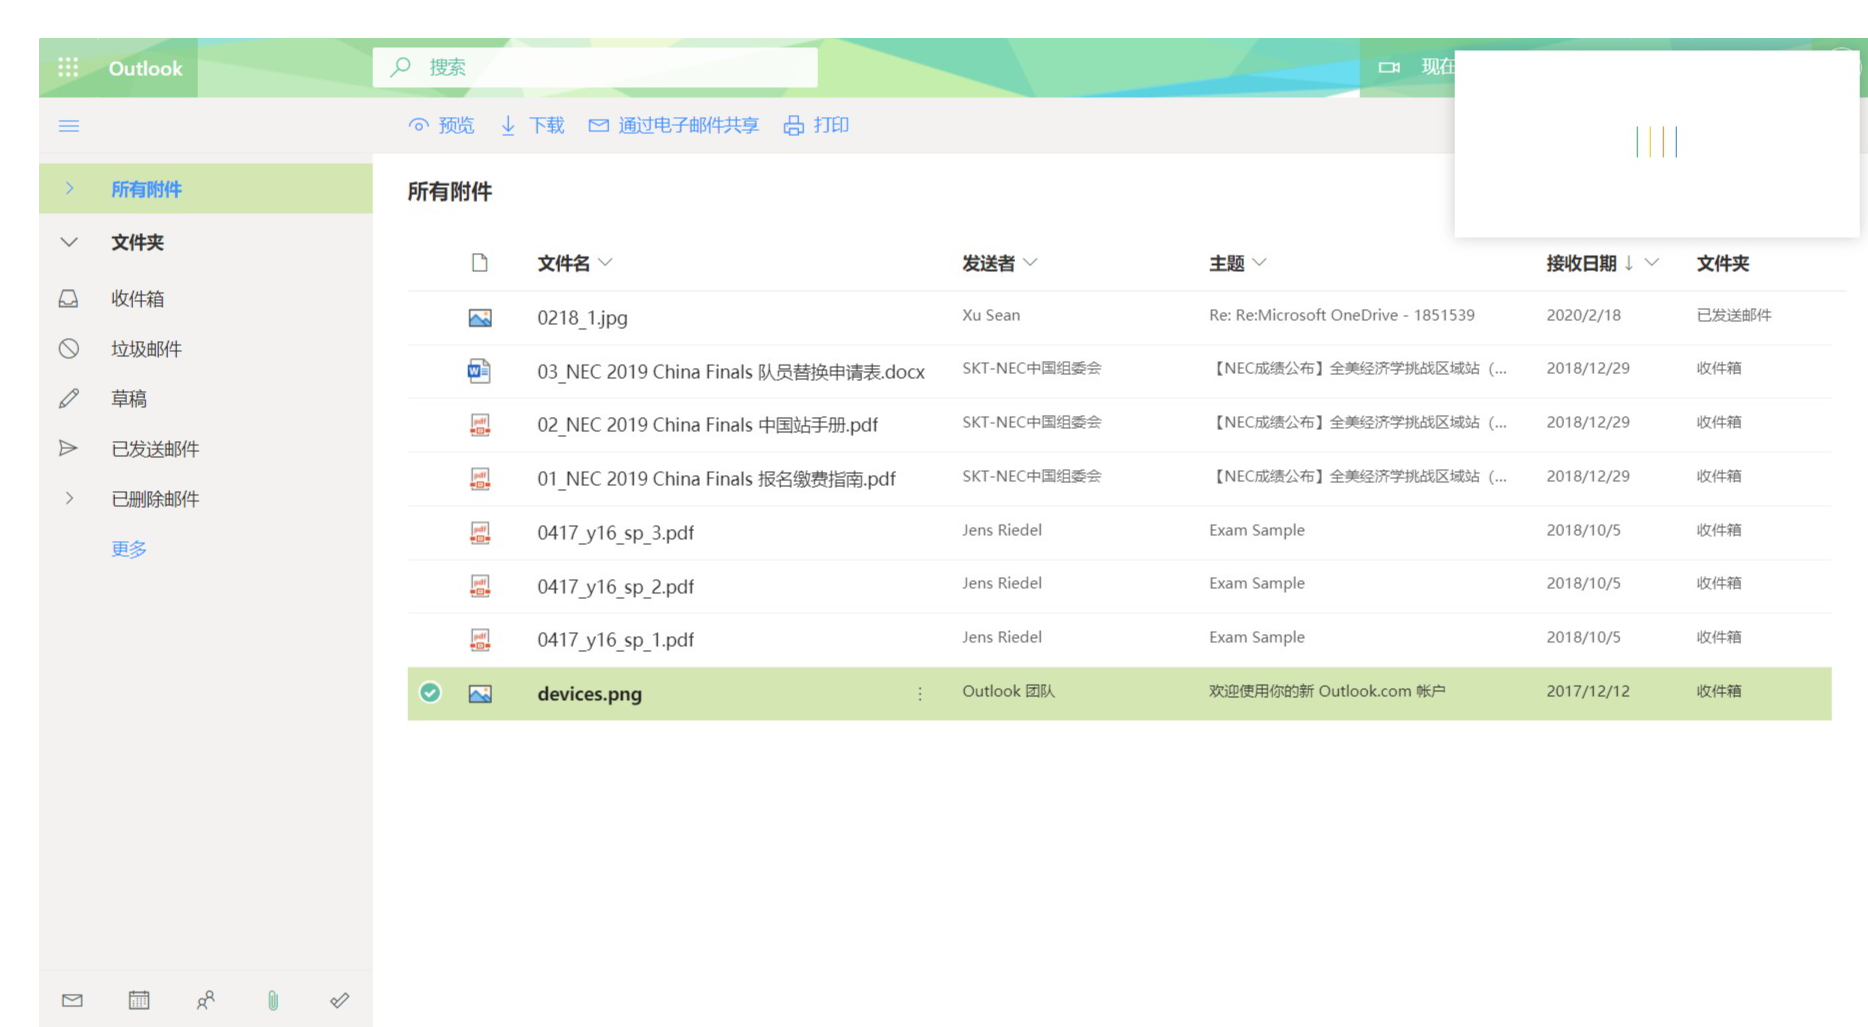 Outlook
搜索
现在
预览 下载 通过电子邮件共享 打印
所有附件
文件夹
收件箱
垃圾邮件
草稿
已发送邮件
已删除邮件
更多
所有附件
文件名 发送者 主题 接收日期 文件夹
0218_1.jpg Xu Sean Re: Re:Microsoft OneDrive - 1851539 2020/2/18 已发送邮件
03_NEC 2019 China Finals 队员替换申请表.docx SKT-NEC中国组委会 【NEC成绩公布】全美经济学挑战区域站（... 2018/12/29 收件箱
02_NEC 2019 China Finals 中国站手册.pdf SKT-NEC中国组委会 【NEC成绩公布】全美经济学挑战区域站（... 2018/12/29 收件箱
01_NEC 2019 China Finals 报名缴费指南.pdf SKT-NEC中国组委会 【NEC成绩公布】全美经济学挑战区域站（... 2018/12/29 收件箱
0417_y16_sp_3.pdf Jens Riedel Exam Sample 2018/10/5 收件箱
0417_y16_sp_2.pdf Jens Riedel Exam Sample 2018/10/5 收件箱
0417_y16_sp_1.pdf Jens Riedel Exam Sample 2018/10/5 收件箱
devices.png Outlook 团队 欢迎使用你的新 Outlook.com 帐户 2017/12/12 收件箱